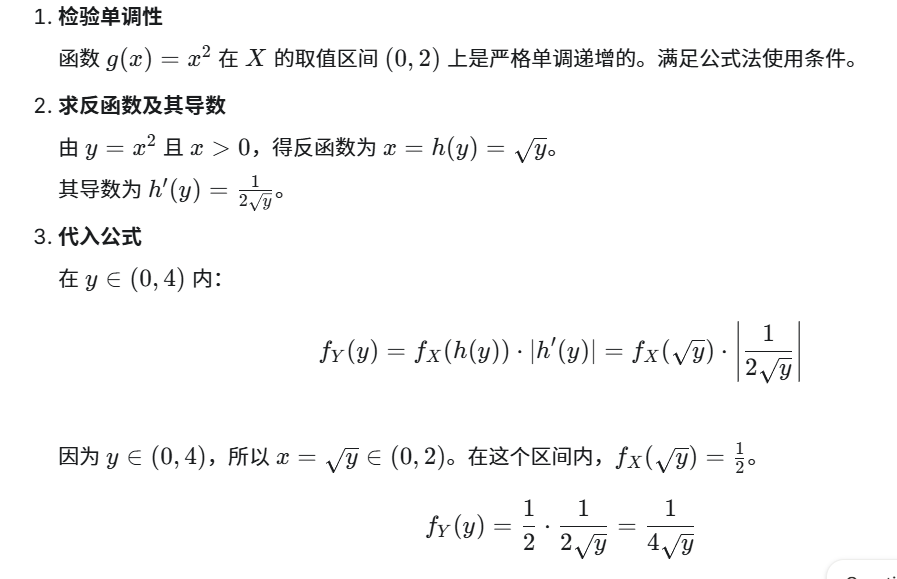 1. 检验单调性
函数 g(x) = x² 在 X 的取值区间 (0, 2) 上是严格单调递增的。满足公式法使用条件。
2. 求反函数及其导数
由 y = x² 且 x > 0，得反函数为 x = h(y) = √y。
其导数为 h′(y) = 1/(2√y)。
3. 代入公式
在 y ∈ (0, 4) 内：
f_Y(y) = f_X(h(y)) · |h′(y)| = f_X(√y) · |1/(2√y)|
因为 y ∈ (0, 4)，所以 x = √y ∈ (0, 2)。在这个区间内，f_X(√y) = 1/2。
f_Y(y) = 1/2 · 1/(2√y) = 1/(4√y)